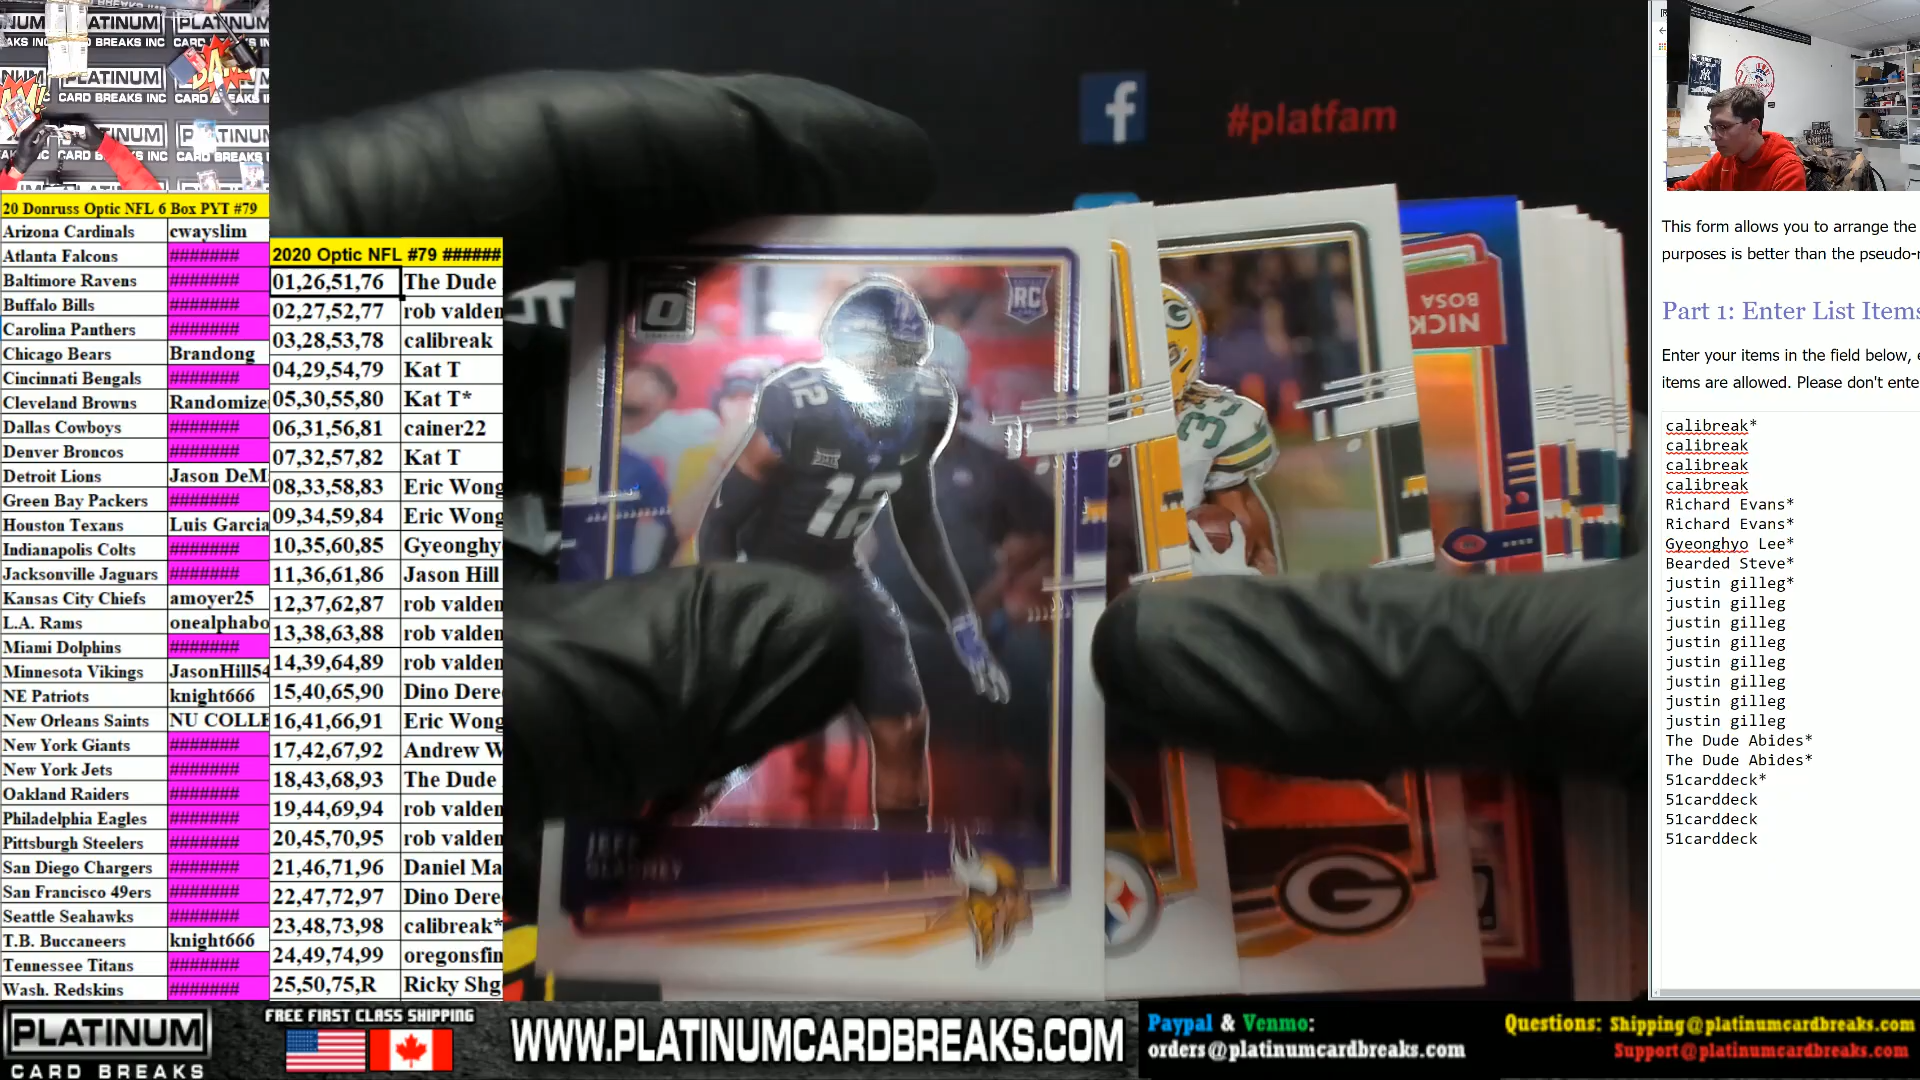 PLATINUM
CARD BREAKS INC
20 Donruss Optic NFL 6 Box PYT #79
Arizona Cardinals cwayslim
Atlanta Falcons #######
Baltimore Ravens #######
Buffalo Bills #######
Carolina Panthers #######
Chicago Bears Brandong
Cincinnati Bengals #######
Cleveland Browns Randomize
Dallas Cowboys #######
Denver Broncos #######
Detroit Lions Jason DeM
Green Bay Packers #######
Houston Texans Luis Garcia
Indianapolis Colts #######
Jacksonville Jaguars #######
Kansas City Chiefs amoyer25
L.A. Rams onealphabo
Miami Dolphins #######
Minnesota Vikings JasonHill54
NE Patriots knight666
New Orleans Saints NU COLLE
New York Giants #######
New York Jets #######
Oakland Raiders #######
Philadelphia Eagles #######
Pittsburgh Steelers #######
San Diego Chargers #######
San Francisco 49ers #######
Seattle Seahawks #######
T.B. Buccaneers knight666
Tennessee Titans #######
Wash. Redskins #######
2020 Optic NFL #79 ######
01,26,51,76 The Dude
02,27,52,77 rob valden
03,28,53,78 calibreak
04,29,54,79 Kat T
05,30,55,80 Kat T*
06,31,56,81 cainer22
07,32,57,82 Kat T
08,33,58,83 Eric Wong
09,34,59,84 Eric Wong
10,35,60,85 Gyeonghy
11,36,61,86 Jason Hill
12,37,62,87 rob valden
13,38,63,88 rob valden
14,39,64,89 rob valden
15,40,65,90 Dino Dere
16,41,66,91 Eric Wong
17,42,67,92 Andrew W
18,43,68,93 The Dude
19,44,69,94 rob valden
20,45,70,95 rob valden
21,46,71,96 Daniel Ma
22,47,72,97 Dino Dere
23,48,73,98 calibreak*
24,49,74,99 oregonsfin
25,50,75,R Ricky Shg
#platfam
RC
12
12
33
G
NICK
BOSA
JEFF
GLADNEY
G
This form allows you to arrange the
purposes is better than the pseudo-
Part 1: Enter List Items
Enter your items in the field below,
items are allowed. Please don't ente
calibreak*
calibreak
calibreak
calibreak
Richard Evans*
Richard Evans*
Gyeonghyo Lee*
Bearded Steve*
justin gilleg*
justin gilleg
justin gilleg
justin gilleg
justin gilleg
justin gilleg
justin gilleg
justin gilleg
The Dude Abides*
The Dude Abides*
51carddeck*
51carddeck
51carddeck
51carddeck
PLATINUM
CARD BREAKS
FREE FIRST CLASS SHIPPING
WWW.PLATINUMCARDBREAKS.COM
Paypal & Venmo:
orders@platinumcardbreaks.com
Questions: Shipping@platinumcardbreaks.com
Support@platinumcardbreaks.com